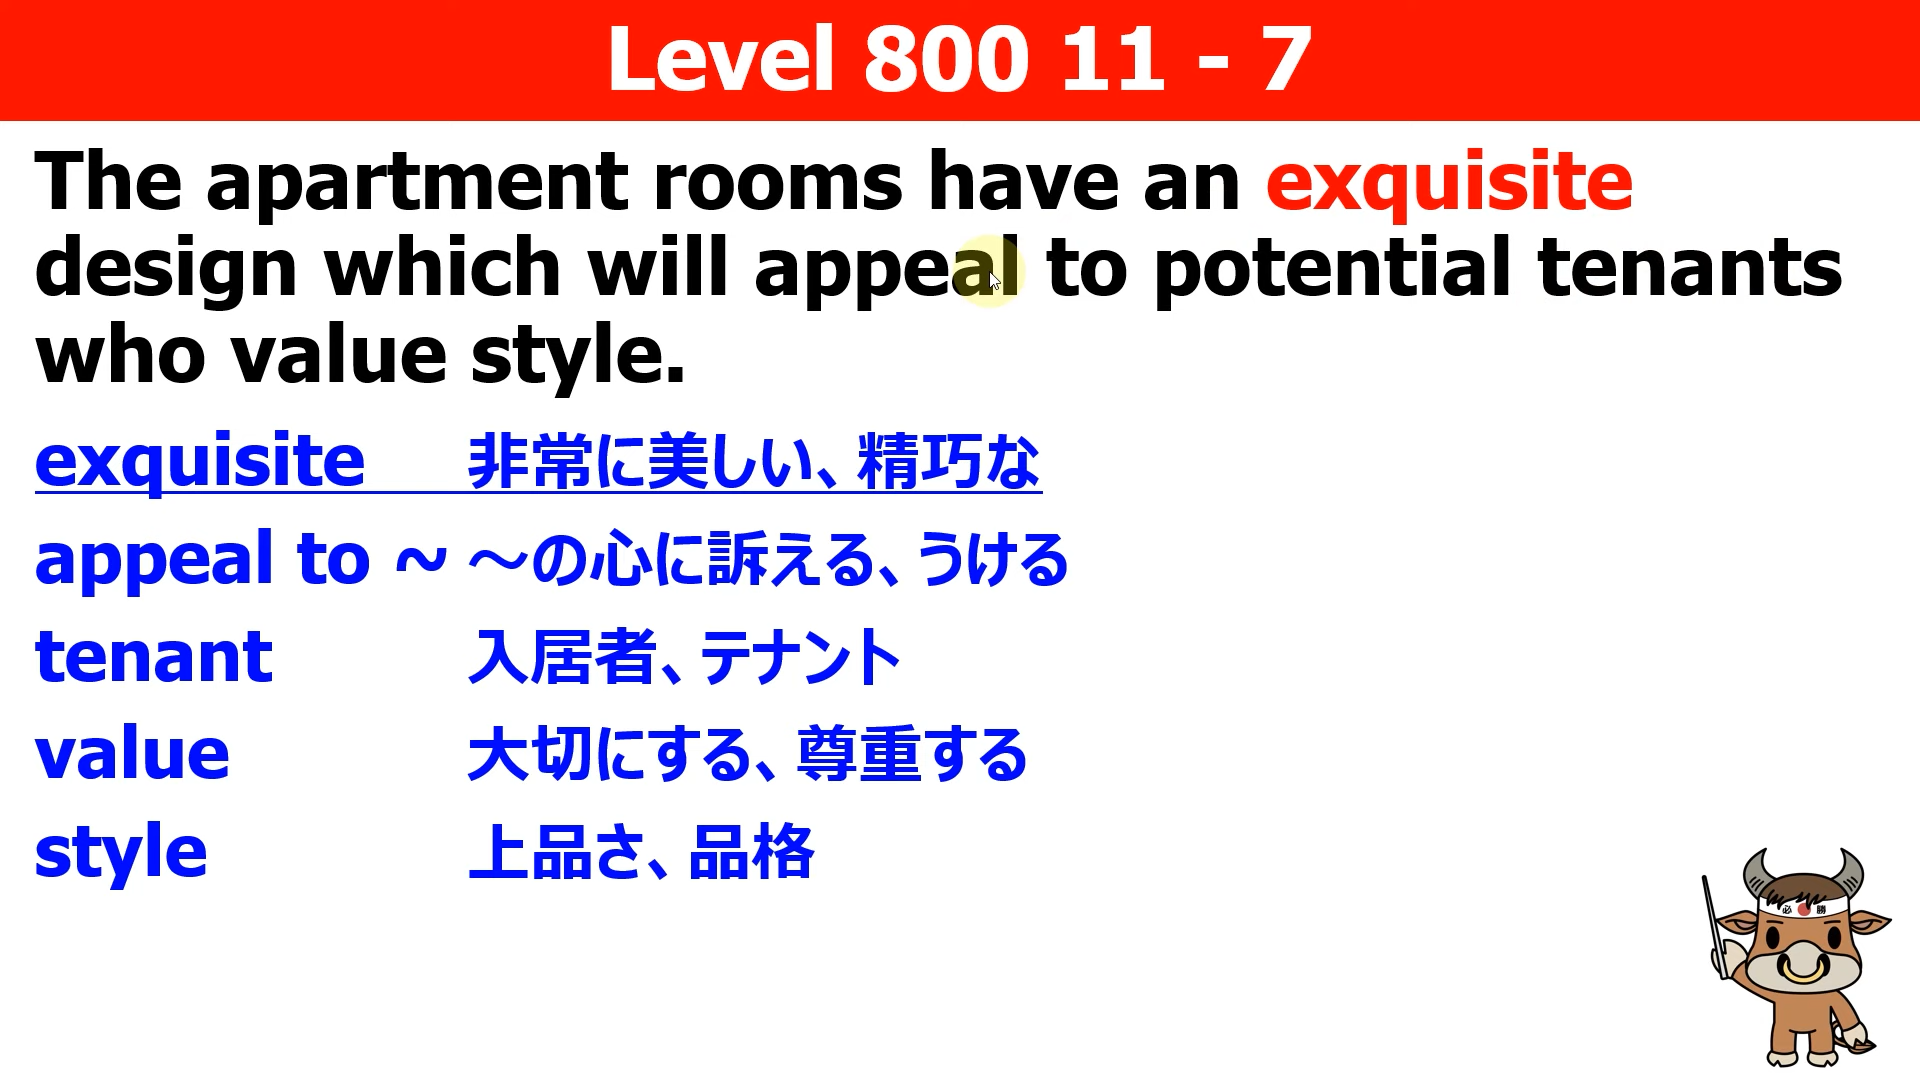 Level 800 11 - 7
The apartment rooms have an exquisite
design which will appeal to potential tenants
who value style.
exquisite 非常に美しい、精巧な
appeal to ~ ～の心に訴える、うける
tenant 入居者、テナント
value 大切にする、尊重する
style 上品さ、品格
必 勝